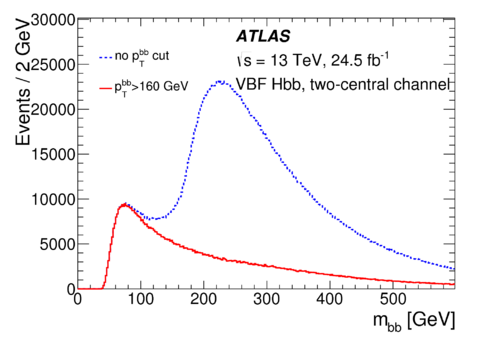 ATLAS
√s = 13 TeV, 24.5 fb⁻¹
VBF Hbb, two-central channel
no p_T^bb cut
p_T^bb>160 GeV
Events / 2 GeV
30000
25000
20000
15000
10000
5000
0
0 100 200 300 400 500
m_bb [GeV]